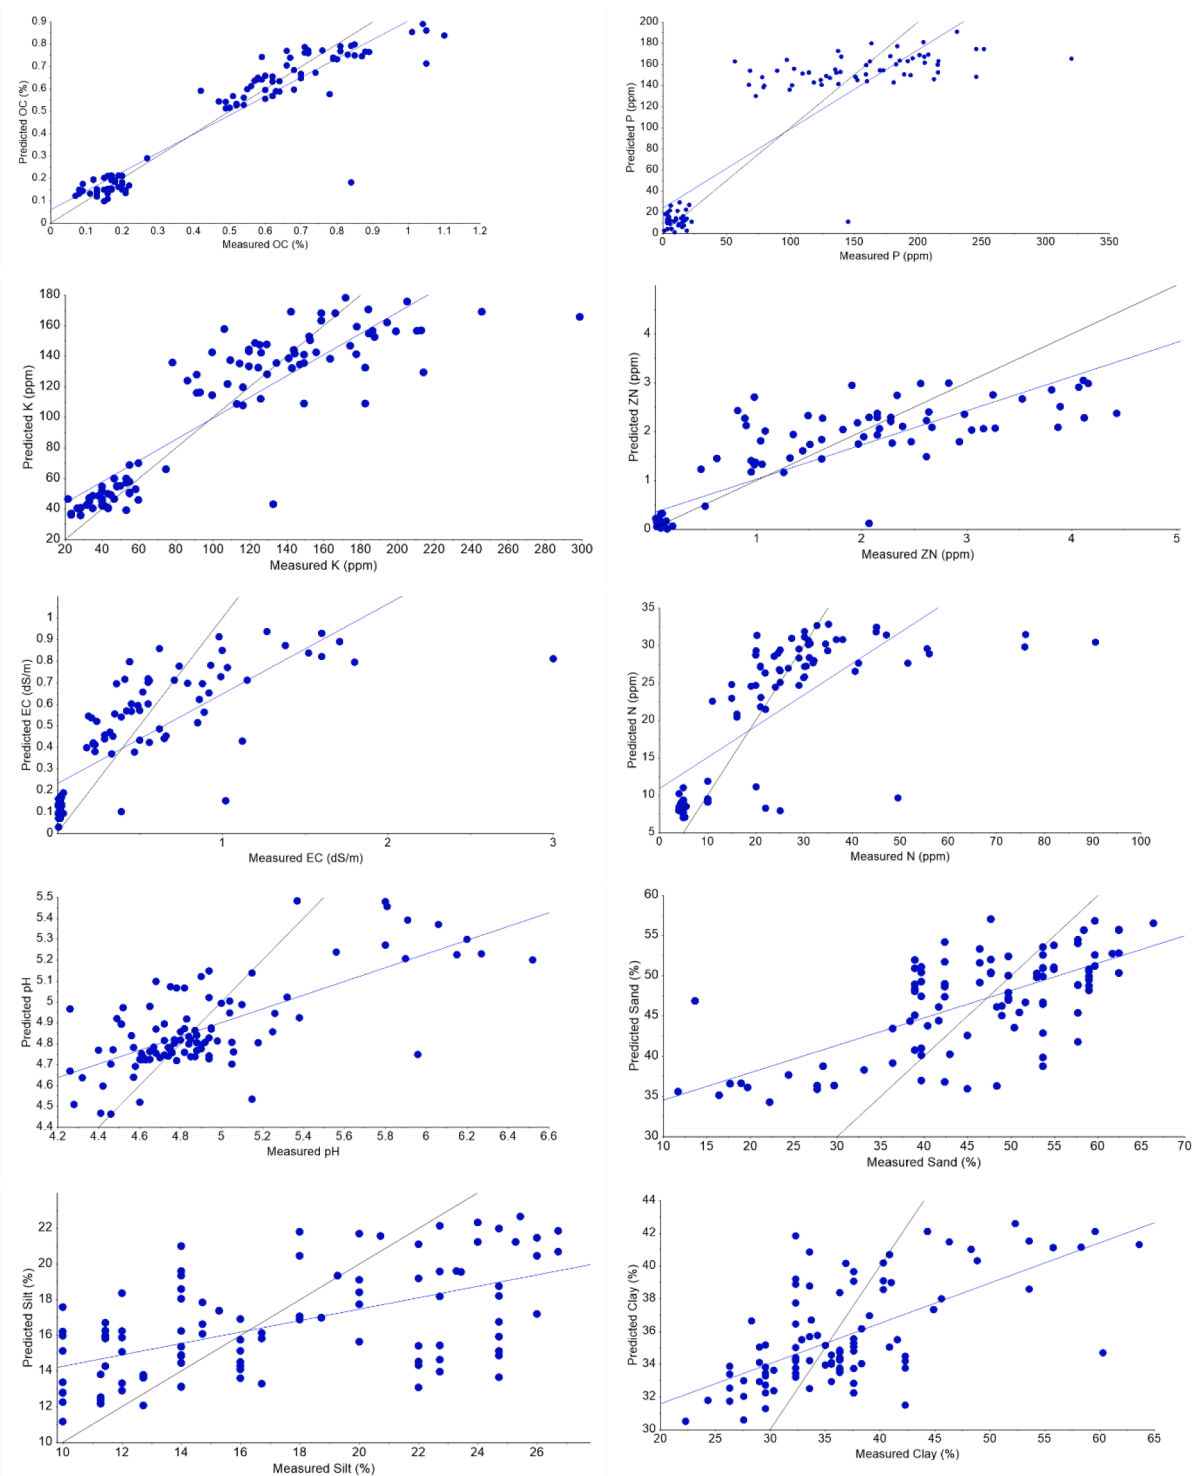 Predicted OC (%)
0.9
0.8
0.7
0.6
0.5
0.4
0.3
0.2
0.1
0
0 0.1 0.2 0.3 0.4 0.5 0.6 0.7 0.8 0.9 1 1.1 1.2
Measured OC (%)
Predicted P (ppm)
200
180
160
140
120
100
80
60
40
20
0
0 50 100 150 200 250 300 350
Measured P (ppm)
Predicted K (ppm)
180
160
140
120
100
80
60
40
20
20 40 60 80 100 120 140 160 180 200 220 240 260 280 300
Measured K (ppm)
Predicted ZN (ppm)
4
3
2
1
0
1 2 3 4 5
Measured ZN (ppm)
Predicted EC (dS/m)
1
0.9
0.8
0.7
0.6
0.5
0.4
0.3
0.2
0.1
0
1 2 3
Measured EC (dS/m)
Predicted N (ppm)
35
30
25
20
15
10
5
0 10 20 30 40 50 60 70 80 90 100
Measured N (ppm)
Predicted pH
5.5
5.4
5.3
5.2
5.1
5
4.9
4.8
4.7
4.6
4.5
4.4
4.2 4.4 4.6 4.8 5 5.2 5.4 5.6 5.8 6 6.2 6.4 6.6
Measured pH
Predicted Sand (%)
60
55
50
45
40
35
30
10 15 20 25 30 35 40 45 50 55 60 65 70
Measured Sand (%)
Predicted Silt (%)
22
20
18
16
14
12
10
10 12 14 16 18 20 22 24 26
Measured Silt (%)
Predicted Clay (%)
44
42
40
38
36
34
32
30
20 25 30 35 40 45 50 55 60 65
Measured Clay (%)